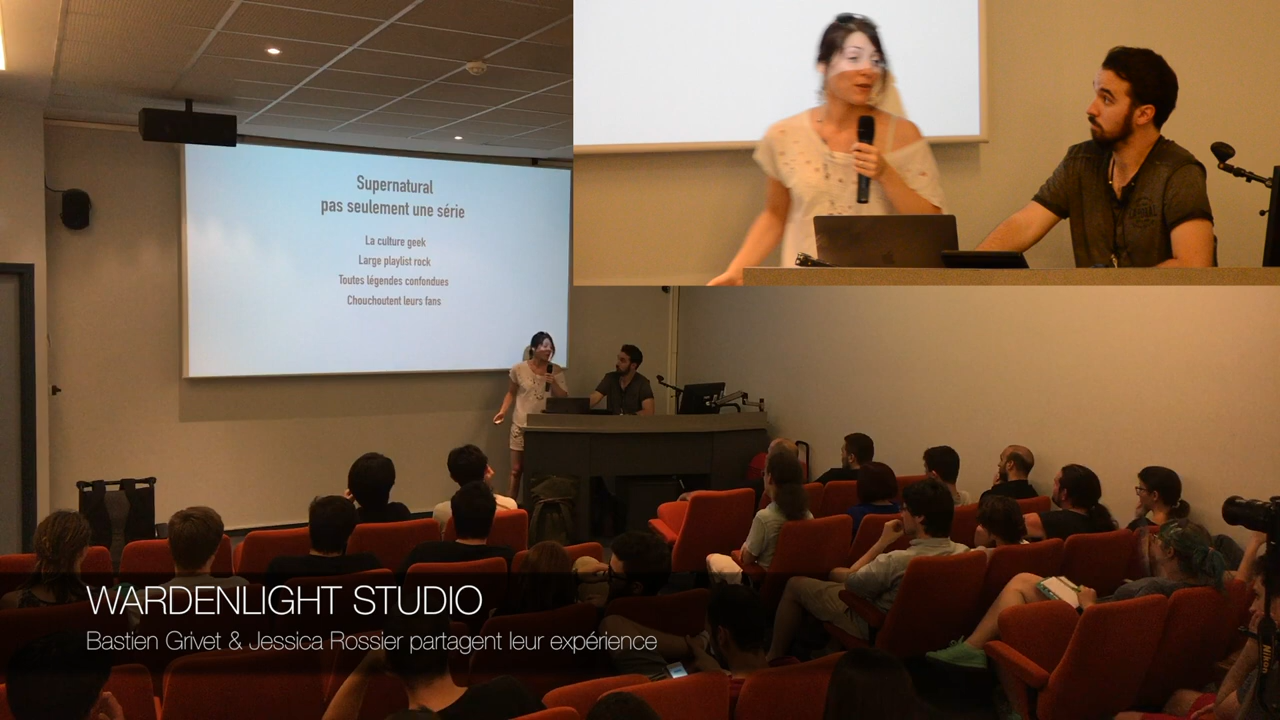 Supernatural
pas seulement une série
La culture geek
Large playlist rock
Toutes légendes confondues
Chouchoutent leurs fans
WARDENLIGHT STUDIO
Bastien Grivet & Jessica Rossier partagent leur expérience
Nikon